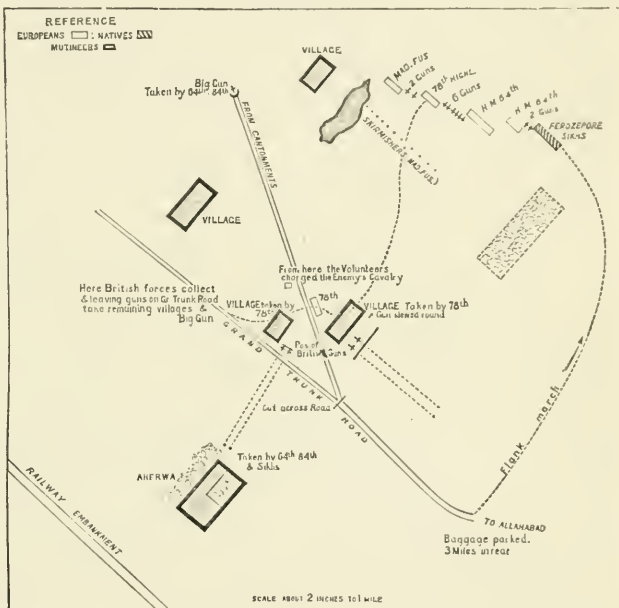 REFERENCE
EUROPEANS : NATIVES
MUTINEERS
VILLAGE
MAD. FUS
2 Guns
78th HIGHL.
6 Guns
H M 64th
H M 84th
2 Guns
FEROZEPORE
SIKHS
Big Gun
Taken by 64th 84th
FROM CANTONMENTS
SKIRMISHERS MAD. FUS.)
VILLAGE
From here the Volunteers
charged the Enemy's Cavalry
Here British forces collect
& leaving guns on Gr Trunk Road
take remaining villages &
Big Gun
VILLAGE taken by
78th
78th
VILLAGE Taken by 78th
Gun slewed round
Pos of
British Guns
GRAND TRUNK ROAD
Cut across Road
Flank march
AHERWA
Taken by 64th 84th
& Sikhs
RAILWAY EMBANKMENT
TO ALLAHABAD
Baggage parked.
3 Miles in rear
SCALE ABOUT 2 INCHES TO 1 MILE